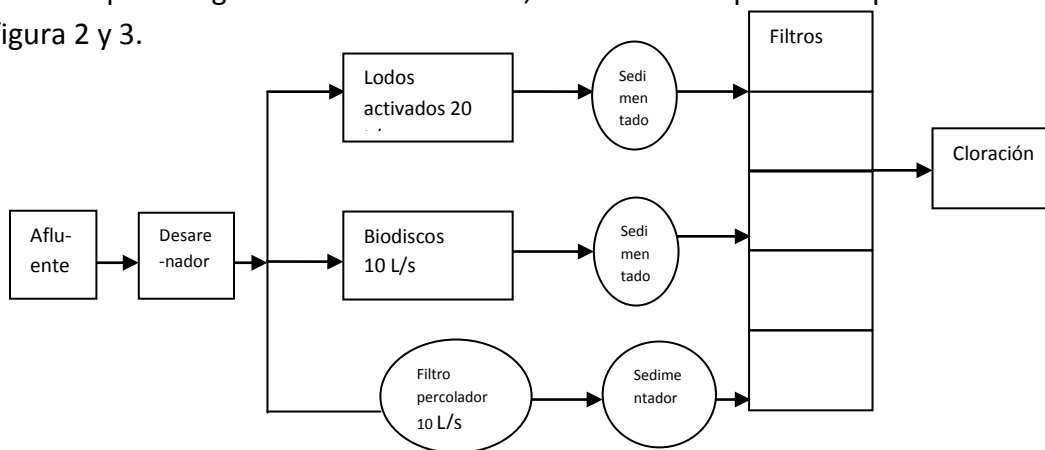 figura 2 y 3.
Filtros
Lodos
activados 20
Sedi
men
tado
Cloración
Aflu-
ente
Desare
-nador
Biodiscos
10 L/s
Sedi
men
tado
Filtro
percolador
10 L/s
Sedime
ntador